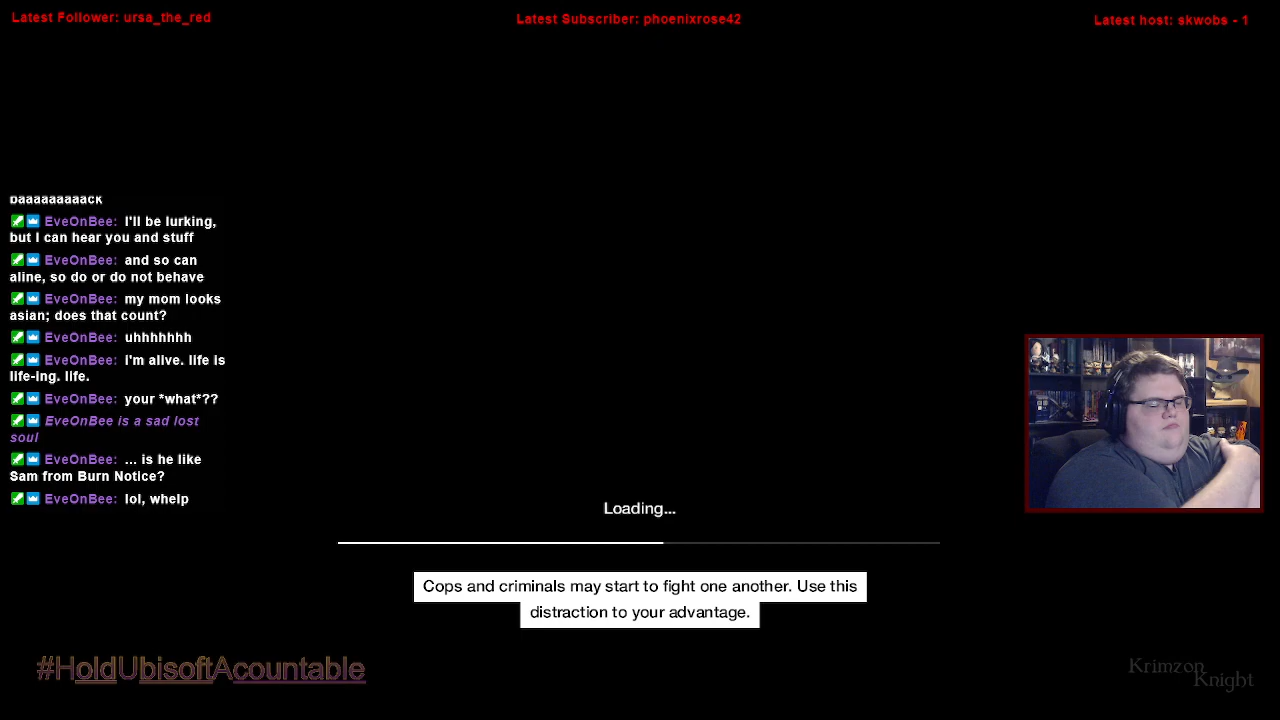 Latest Follower: ursa_the_red
Latest Subscriber: phoenixrose42
Latest host: skwobs - 1
baaaaaaaaack
EveOnBee: I'll be lurking,
but I can hear you and stuff
EveOnBee: and so can
aline, so do or do not behave
EveOnBee: my mom looks
asian; does that count?
EveOnBee: uhhhhhhh
EveOnBee: I'm alive. life is
life-ing. life.
EveOnBee: your *what*??
EveOnBee is a sad lost
soul
EveOnBee: ... is he like
Sam from Burn Notice?
EveOnBee: lol, whelp
Loading...
Cops and criminals may start to fight one another. Use this
distraction to your advantage.
#HoldUbisoftAcountable
Krimzon
Knight